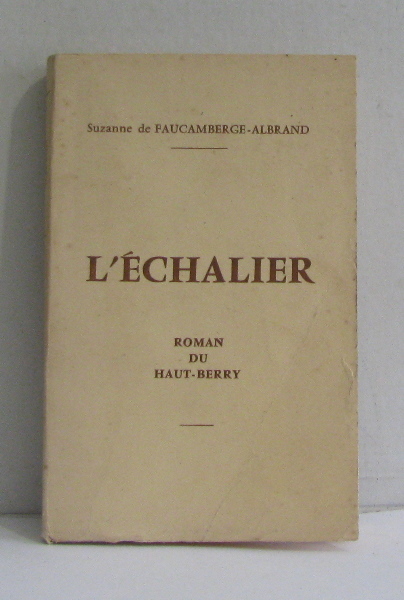 Suzanne de FAUCAMBERGE-ALBRAND
L'ÉCHALIER
ROMAN
DU
HAUT-BERRY